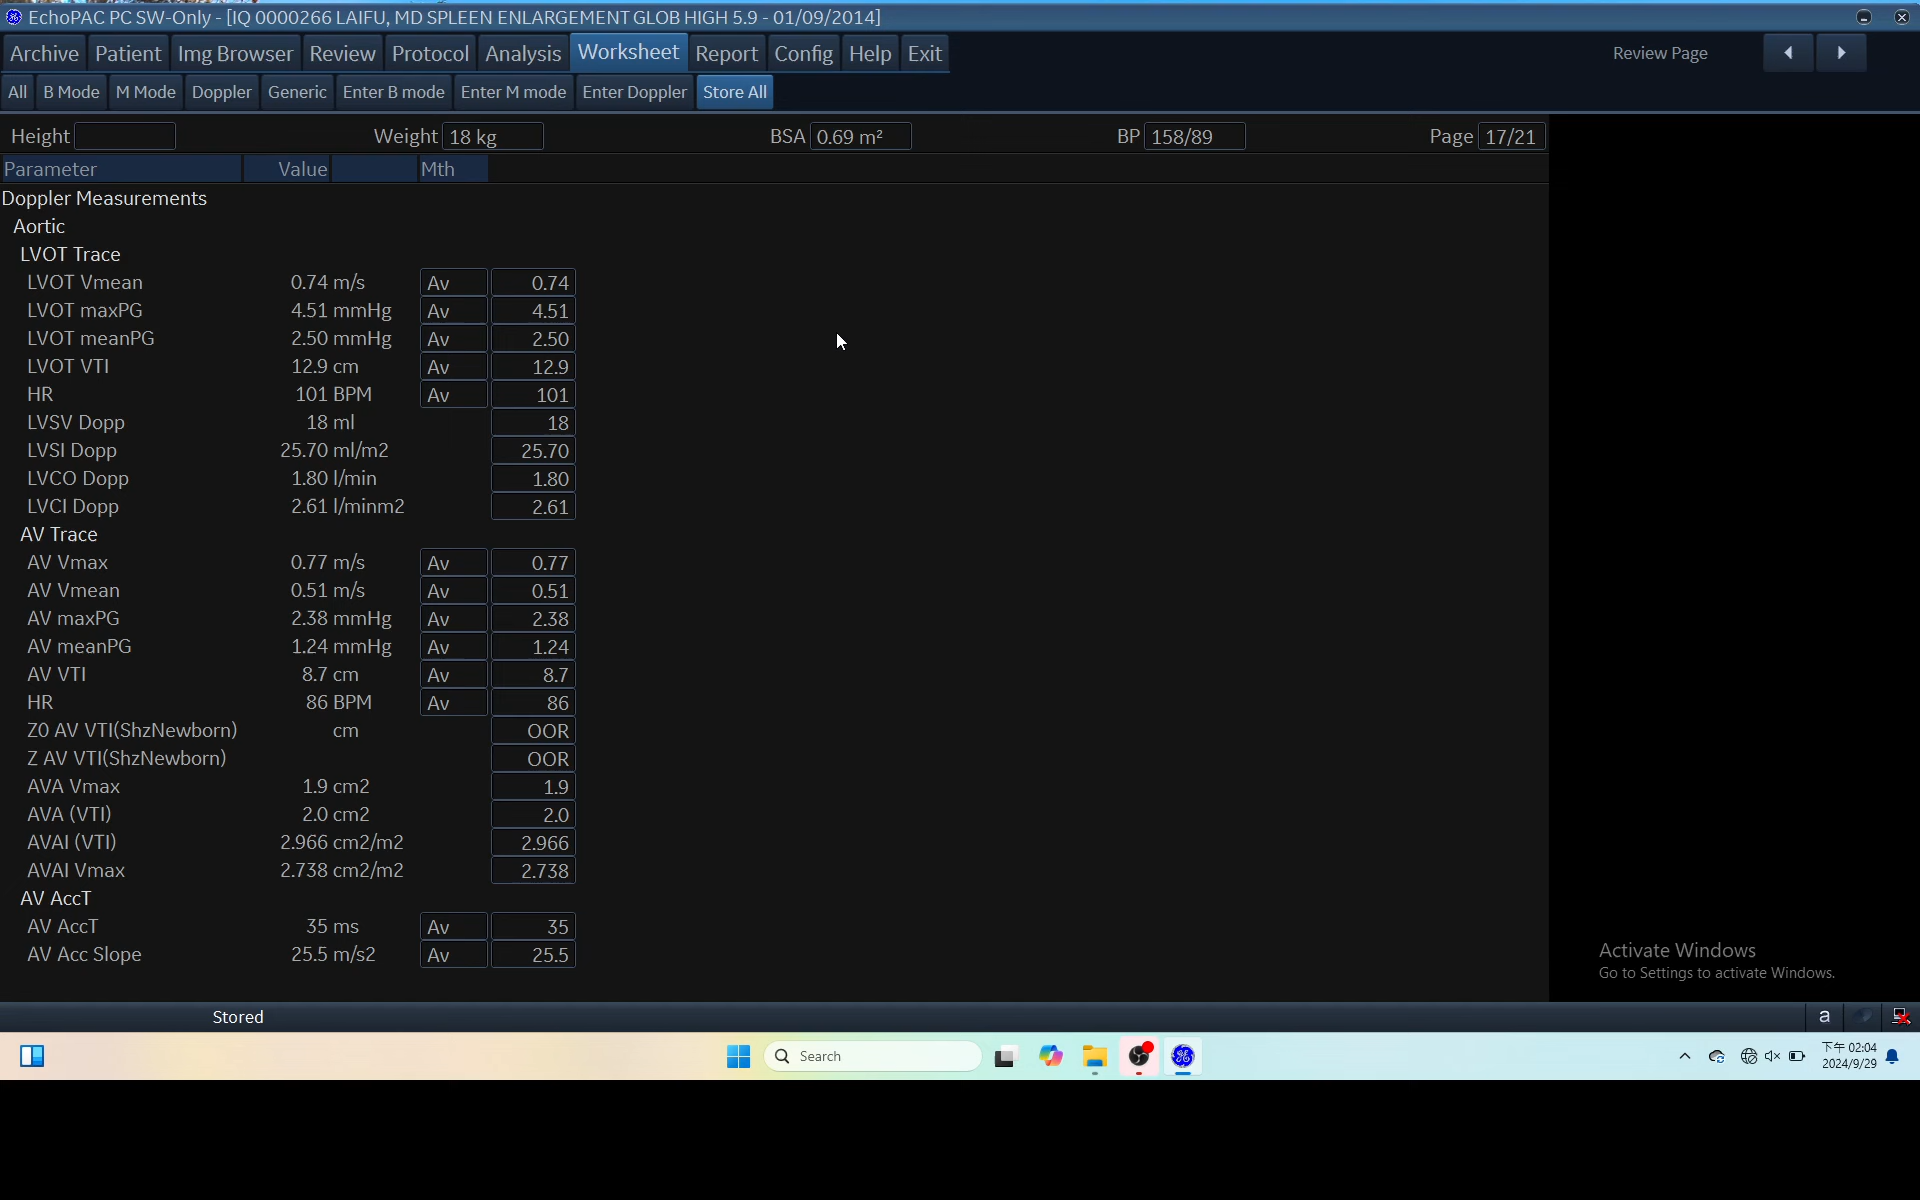 EchoPAC PC SW-Only - [IQ 0000266 LAIFU, MD SPLEEN ENLARGEMENT GLOB HIGH 5.9 - 01/09/2014]
Archive Patient Img Browser Review Protocol Analysis Worksheet Report Config Help Exit Review Page
All B Mode M Mode Doppler Generic Enter B mode Enter M mode Enter Doppler Store All
Height Weight 18 kg BSA 0.69 m² BP 158/89 Page 17/21
Parameter Value Mth
Doppler Measurements
Aortic
LVOT Trace
LVOT Vmean 0.74 m/s Av 0.74
LVOT maxPG 4.51 mmHg Av 4.51
LVOT meanPG 2.50 mmHg Av 2.50
LVOT VTI 12.9 cm Av 12.9
HR 101 BPM Av 101
LVSV Dopp 18 ml 18
LVSI Dopp 25.70 ml/m2 25.70
LVCO Dopp 1.80 l/min 1.80
LVCI Dopp 2.61 l/minm2 2.61
AV Trace
AV Vmax 0.77 m/s Av 0.77
AV Vmean 0.51 m/s Av 0.51
AV maxPG 2.38 mmHg Av 2.38
AV meanPG 1.24 mmHg Av 1.24
AV VTI 8.7 cm Av 8.7
HR 86 BPM Av 86
Z0 AV VTI(ShzNewborn) cm OOR
Z AV VTI(ShzNewborn) OOR
AVA Vmax 1.9 cm2 1.9
AVA (VTI) 2.0 cm2 2.0
AVAI (VTI) 2.966 cm2/m2 2.966
AVAI Vmax 2.738 cm2/m2 2.738
AV AccT
AV AccT 35 ms Av 35
AV Acc Slope 25.5 m/s2 Av 25.5
Activate Windows
Go to Settings to activate Windows.
Stored a
Search
下午 02:04
2024/9/29